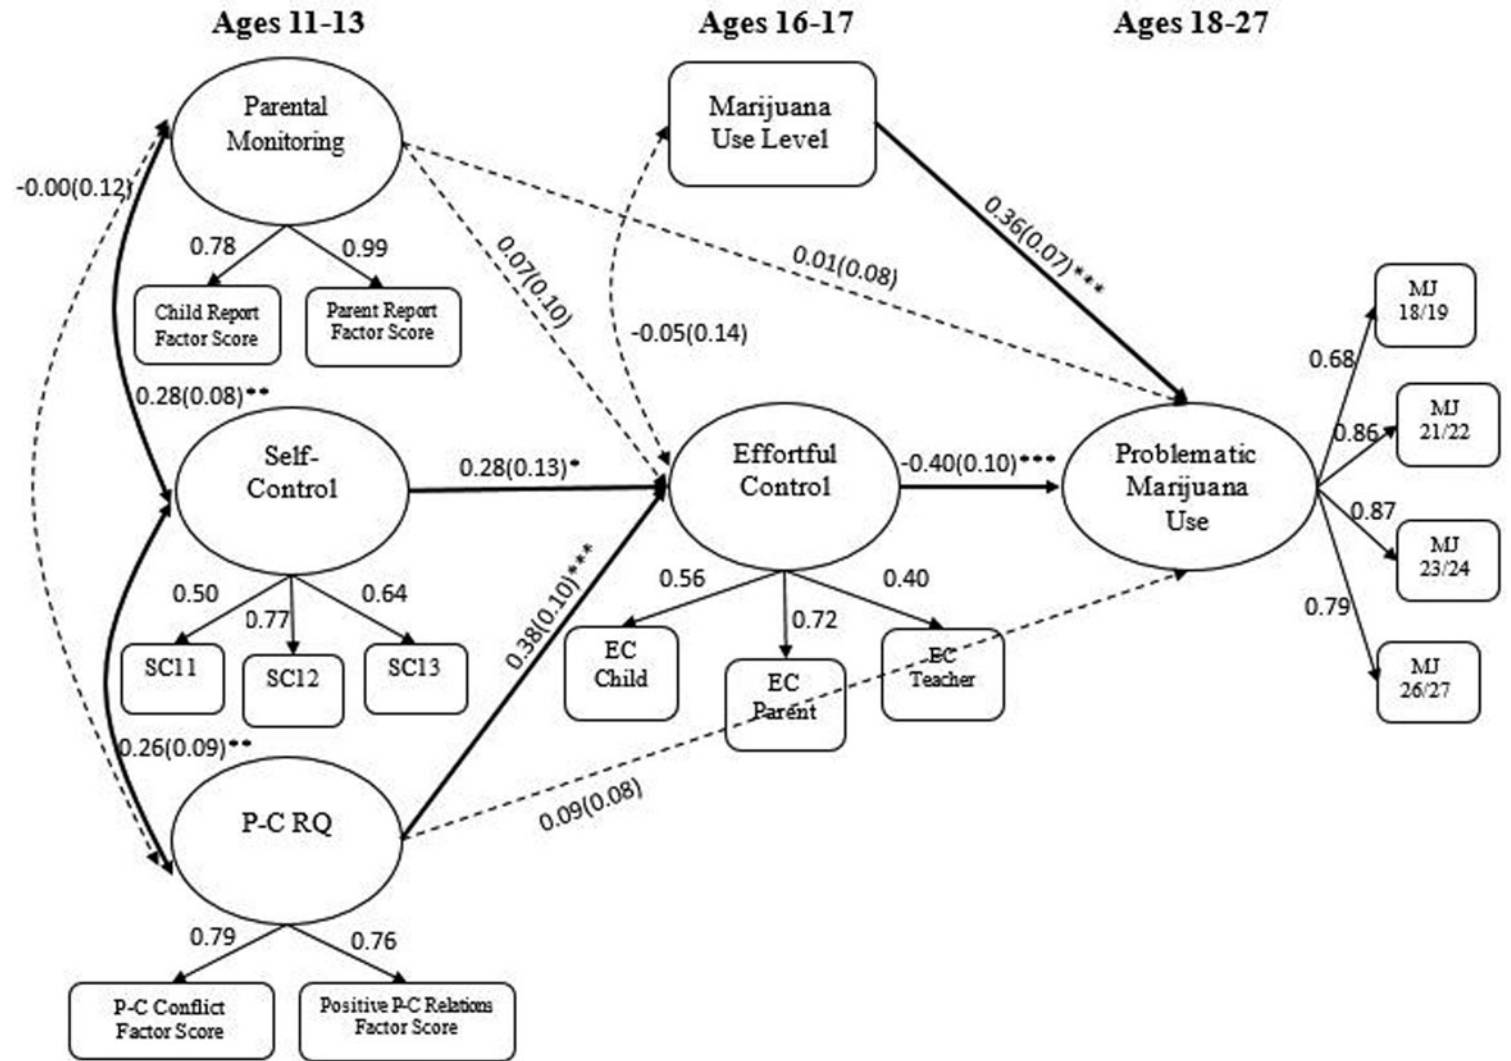 Ages 11-13
Ages 16-17
Ages 18-27
Parental
Monitoring
Marijuana
Use Level
-0.00(0.12)
0.78
0.99
0.07(0.10)
0.01(0.08)
0.36(0.07)***
Child Report
Factor Score
Parent Report
Factor Score
-0.05(0.14)
MJ
18/19
0.68
0.28(0.08)**
Self-
Control
0.28(0.13)*
Effortful
Control
-0.40(0.10)***
Problematic
Marijuana
Use
MJ
21/22
0.86
0.87
MJ
23/24
0.79
MJ
26/27
0.50
0.77
0.64
SC11
SC12
SC13
0.38(0.10)***
0.56
0.72
0.40
EC
Child
EC
Parent
EC
Teacher
0.26(0.09)**
P-C RQ
0.09(0.08)
0.79
0.76
P-C Conflict
Factor Score
Positive P-C Relations
Factor Score